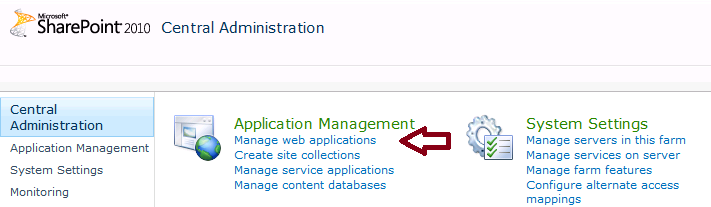 Microsoft®
SharePoint® 2010 Central Administration
Central
Administration
Application Management
System Settings
Monitoring
Application Management
Manage web applications
Create site collections
Manage service applications
Manage content databases
System Settings
Manage servers in this farm
Manage services on server
Manage farm features
Configure alternate access
mappings